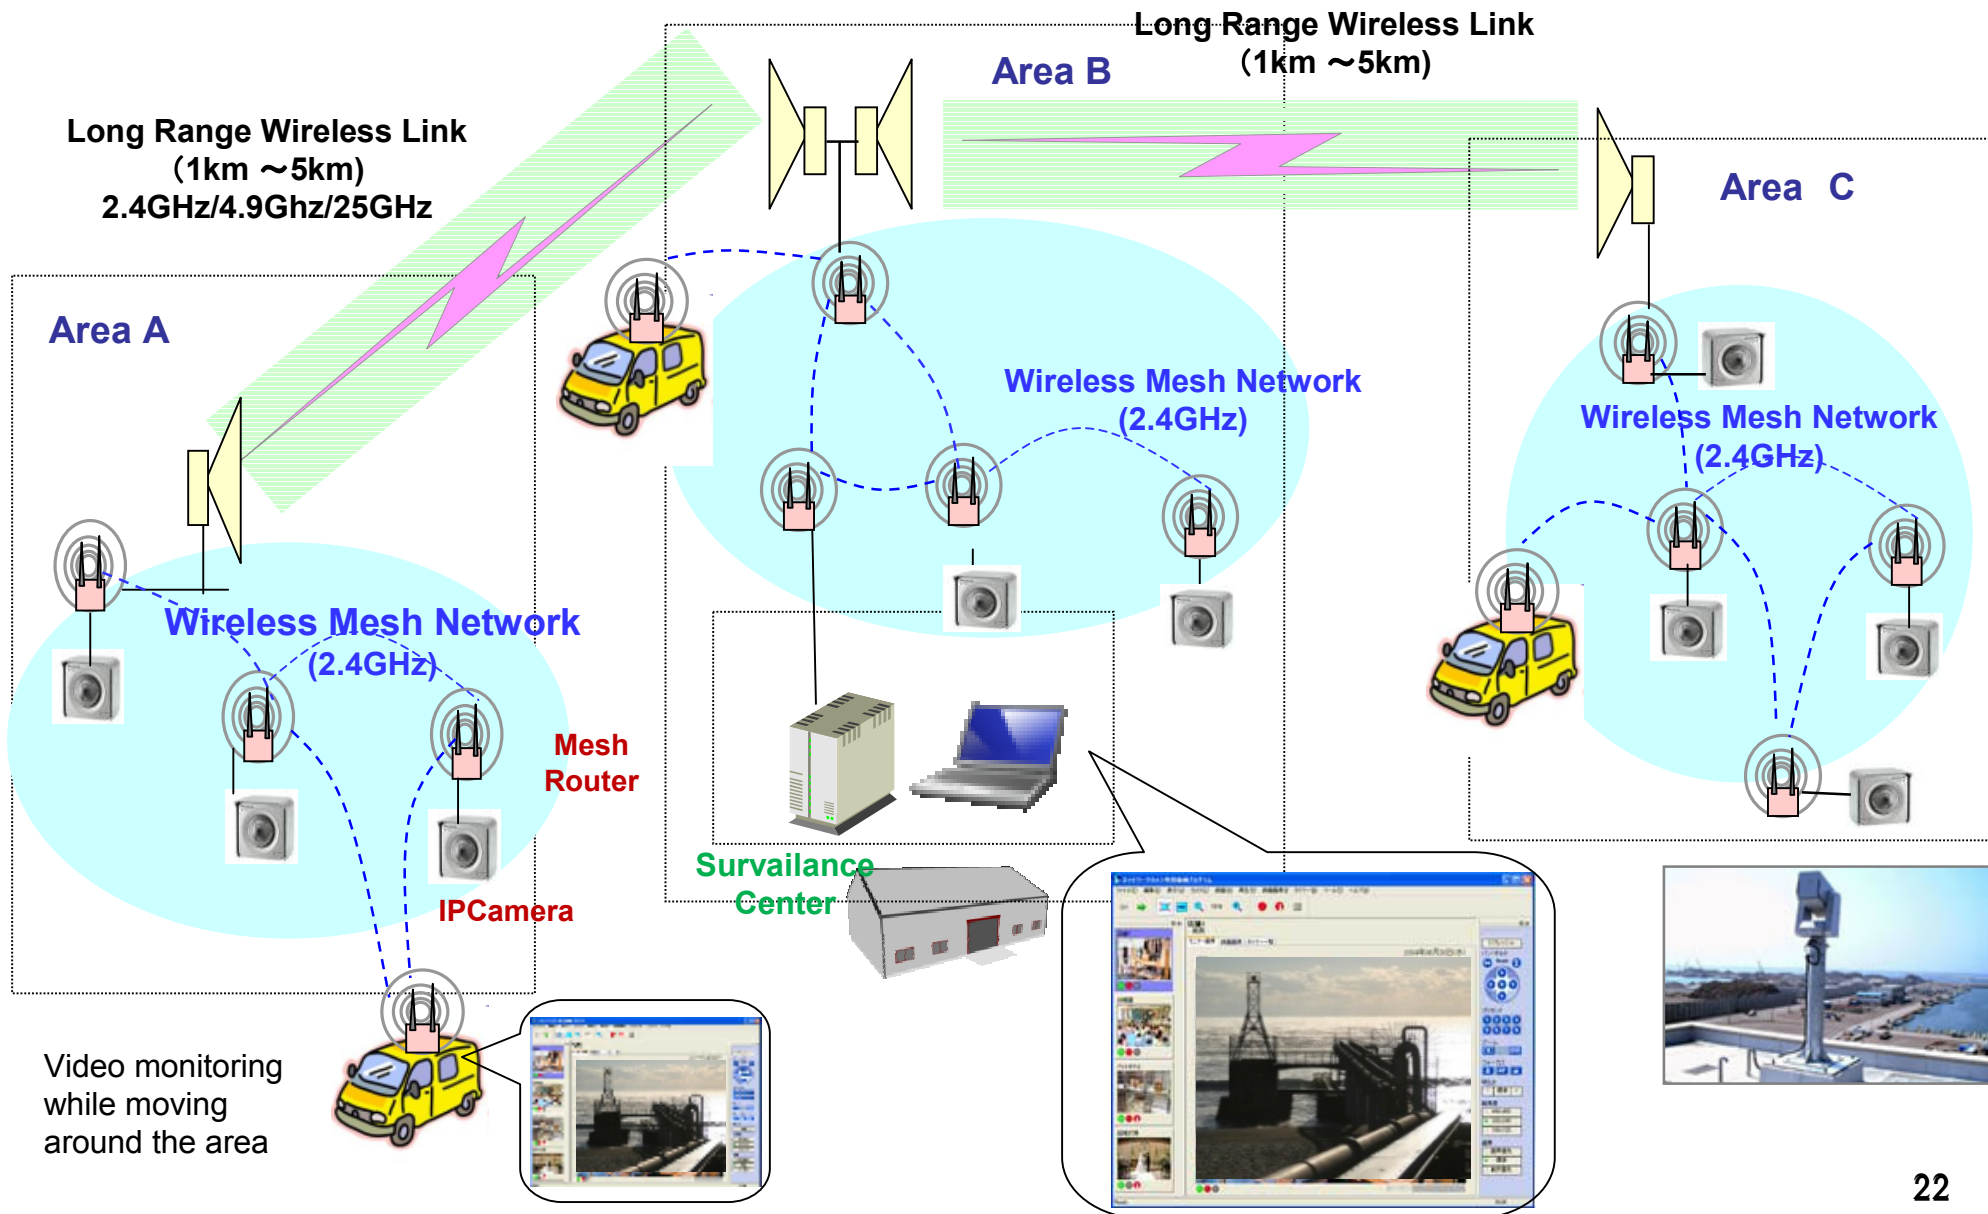 Long Range Wireless Link
（1km ～5km)
Area B
Long Range Wireless Link
（1km ～5km)
2.4GHz/4.9Ghz/25GHz
Area C
Area A
Wireless Mesh Network
(2.4GHz)
Wireless Mesh Network
(2.4GHz)
Wireless Mesh Network
(2.4GHz)
Mesh
Router
Survailance
Center
IPCamera
Video monitoring
while moving
around the area
22